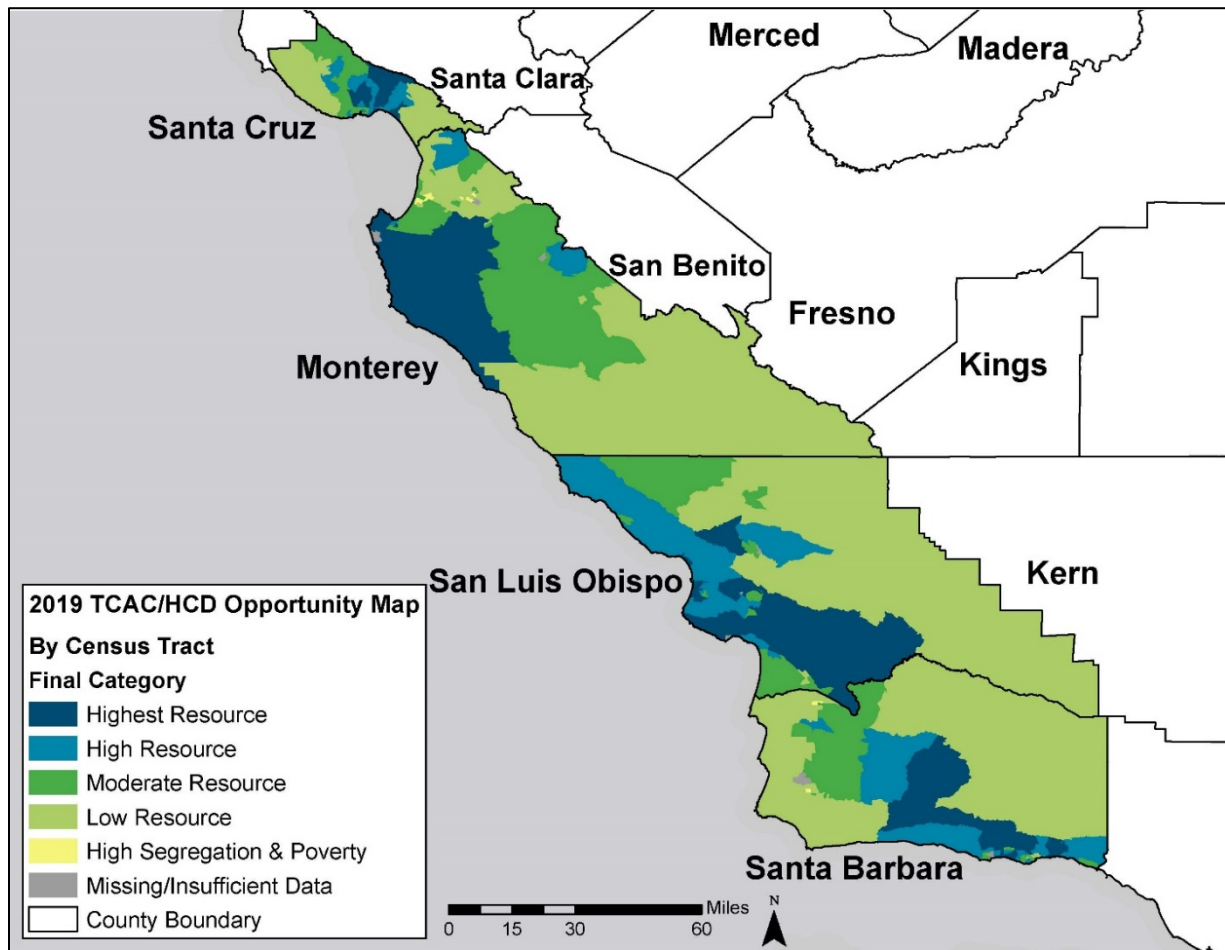 Merced
Madera
Santa Clara
Santa Cruz
San Benito
Fresno
Monterey
Kings
San Luis Obispo
Kern
2019 TCAC/HCD Opportunity Map
By Census Tract
Final Category
Highest Resource
High Resource
Moderate Resource
Low Resource
High Segregation & Poverty
Missing/Insufficient Data
County Boundary
Santa Barbara
N
Miles
0 15 30 60